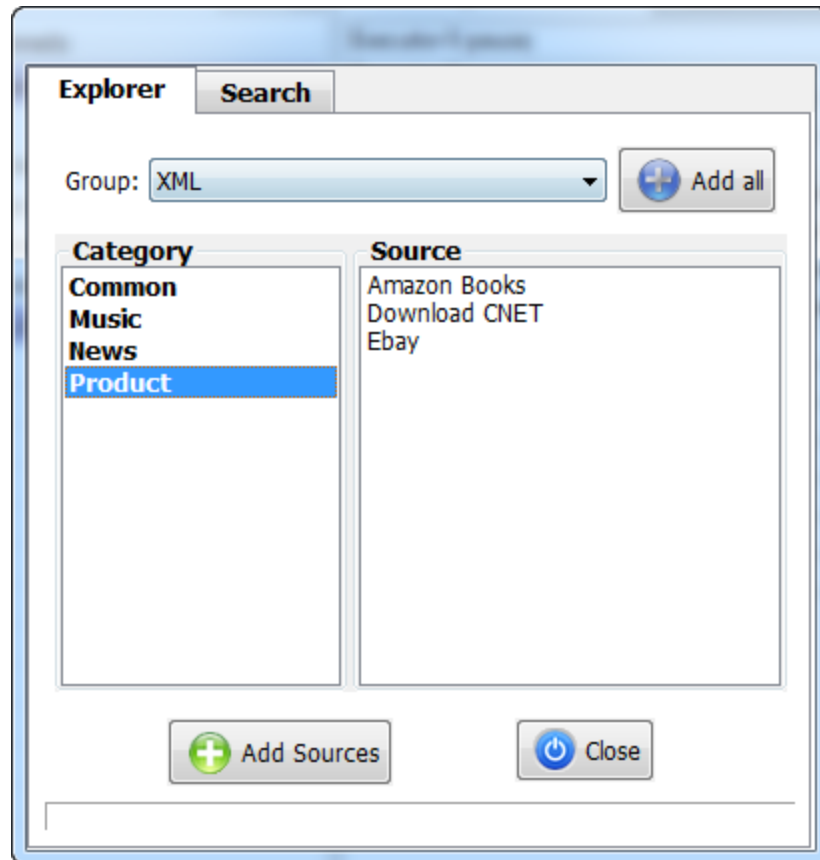 Explorer
Search
Group: XML
Add all
Category
Source
Common
Music
News
Product
Amazon Books
Download CNET
Ebay
Add Sources
Close